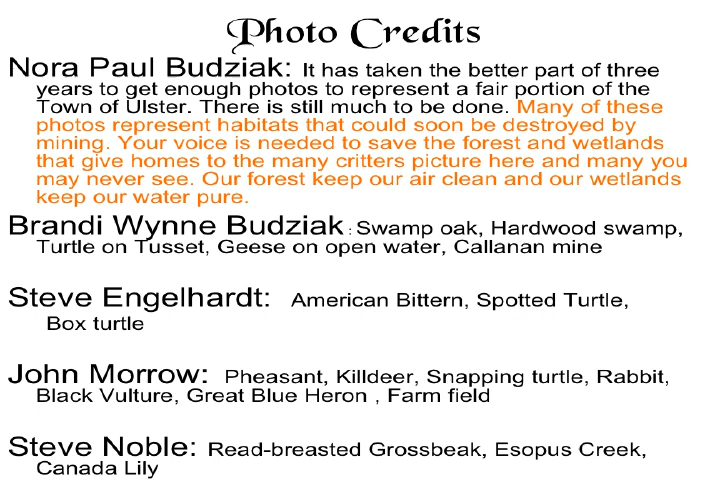 Photo Credits
Nora Paul Budziak: It has taken the better part of three
years to get enough photos to represent a fair portion of the
Town of Ulster. There is still much to be done. Many of these
photos represent habitats that could soon be destroyed by
mining. Your voice is needed to save the forest and wetlands
that give homes to the many critters picture here and many you
may never see. Our forest keep our air clean and our wetlands
keep our water pure.
Brandi Wynne Budziak : Swamp oak, Hardwood swamp,
Turtle on Tusset, Geese on open water, Callanan mine
Steve Engelhardt: American Bittern, Spotted Turtle,
Box turtle
John Morrow: Pheasant, Killdeer, Snapping turtle, Rabbit,
Black Vulture, Great Blue Heron , Farm field
Steve Noble: Read-breasted Grossbeak, Esopus Creek,
Canada Lily